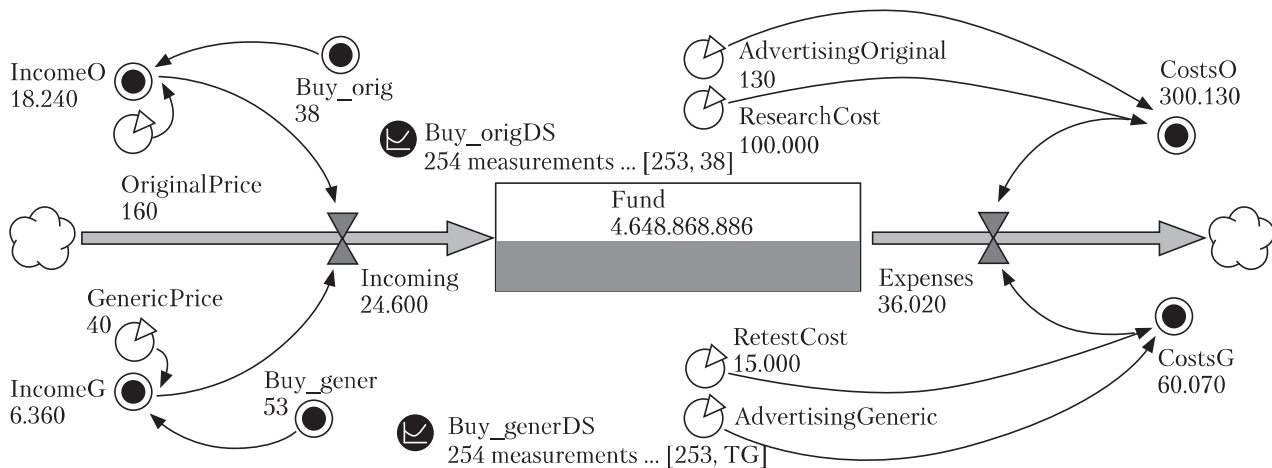 IncomeO
18.240
Buy_orig
38
OriginalPrice
160
Buy_origDS
254 measurements ... [253, 38]
AdvertisingOriginal
130
ResearchCost
100.000
CostsO
300.130
Fund
4.648.868.886
Incoming
24.600
Expenses
36.020
GenericPrice
40
IncomeG
6.360
Buy_gener
53
Buy_generDS
254 measurements ... [253, TG]
RetestCost
15.000
AdvertisingGeneric
CostsG
60.070